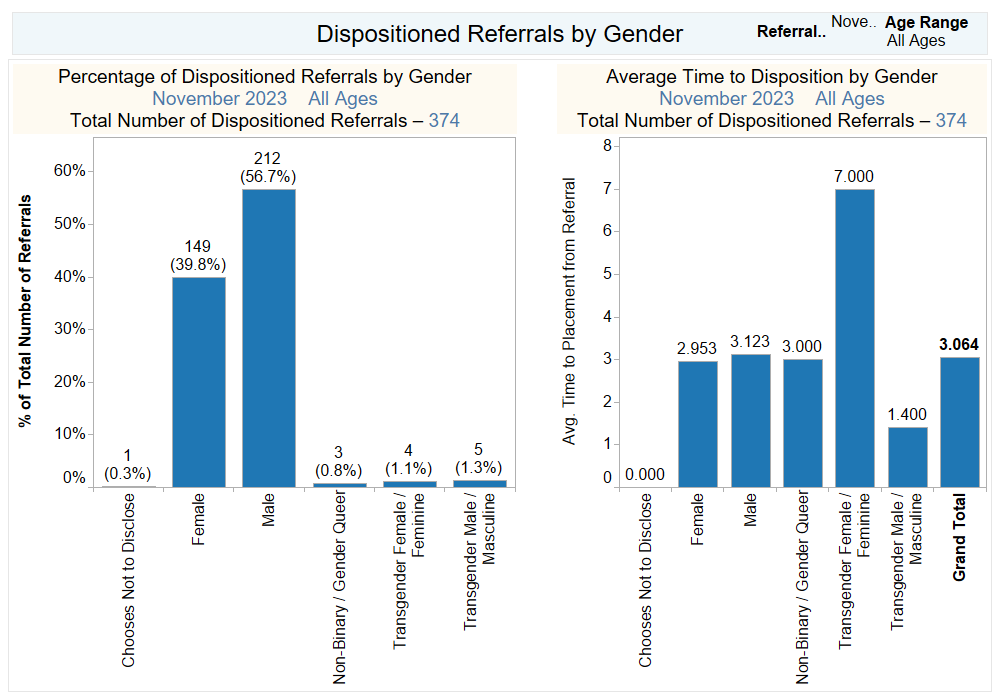 Dispositioned Referrals by Gender
Referral.. Nove.. Age Range
All Ages
Percentage of Dispositioned Referrals by Gender
November 2023 All Ages
Total Number of Dispositioned Referrals – 374
% of Total Number of Referrals
60%
50%
40%
30%
20%
10%
0%
1
(0.3%)
149
(39.8%)
212
(56.7%)
3
(0.8%)
4
(1.1%)
5
(1.3%)
Chooses Not to Disclose
Female
Male
Non-Binary / Gender Queer
Transgender Female /
Feminine
Transgender Male /
Masculine
Average Time to Disposition by Gender
November 2023 All Ages
Total Number of Dispositioned Referrals – 374
Avg. Time to Placement from Referral
8
7
6
5
4
3
2
1
0
0.000
2.953
3.123
3.000
7.000
1.400
3.064
Chooses Not to Disclose
Female
Male
Non-Binary / Gender Queer
Transgender Female /
Feminine
Transgender Male /
Masculine
Grand Total